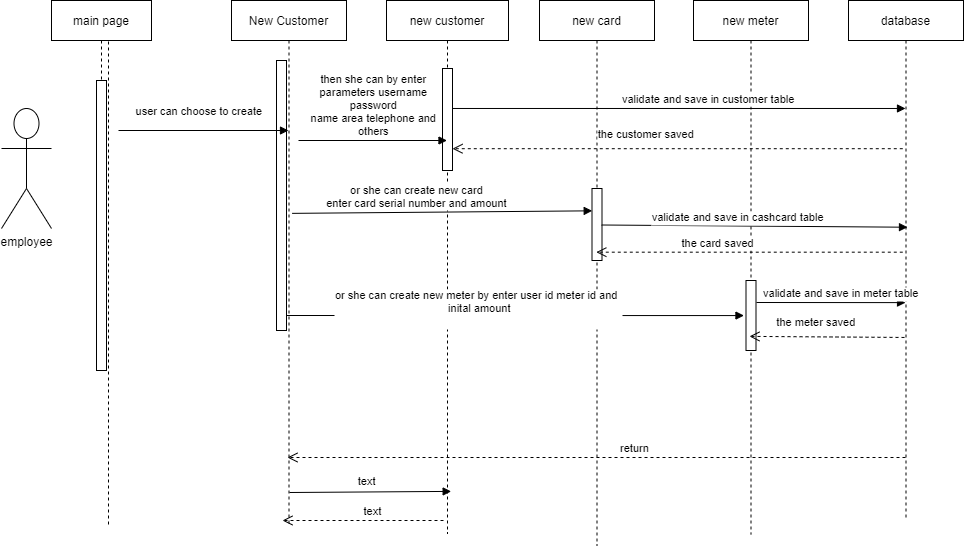 main page
New Customer
new customer
new card
new meter
database
then she can by enter
parameters username
password
name area telephone and
others
user can choose to create
validate and save in customer table
the customer saved
employee
or she can create new card
enter card serial number and amount
validate and save in cashcard table
the card saved
or she can create new meter by enter user id meter id and
inital amount
validate and save in meter table
the meter saved
return
text
text